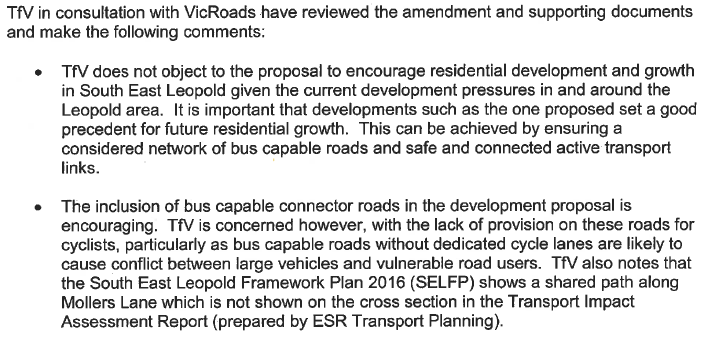 TfV in consultation with VicRoads have reviewed the amendment and supporting documents
and make the following comments:
• TfV does not object to the proposal to encourage residential development and growth
in South East Leopold given the current development pressures in and around the
Leopold area. It is important that developments such as the one proposed set a good
precedent for future residential growth. This can be achieved by ensuring a
considered network of bus capable roads and safe and connected active transport
links.
• The inclusion of bus capable connector roads in the development proposal is
encouraging. TfV is concerned however, with the lack of provision on these roads for
cyclists, particularly as bus capable roads without dedicated cycle lanes are likely to
cause conflict between large vehicles and vulnerable road users. TfV also notes that
the South East Leopold Framework Plan 2016 (SELFP) shows a shared path along
Mollers Lane which is not shown on the cross section in the Transport Impact
Assessment Report (prepared by ESR Transport Planning).